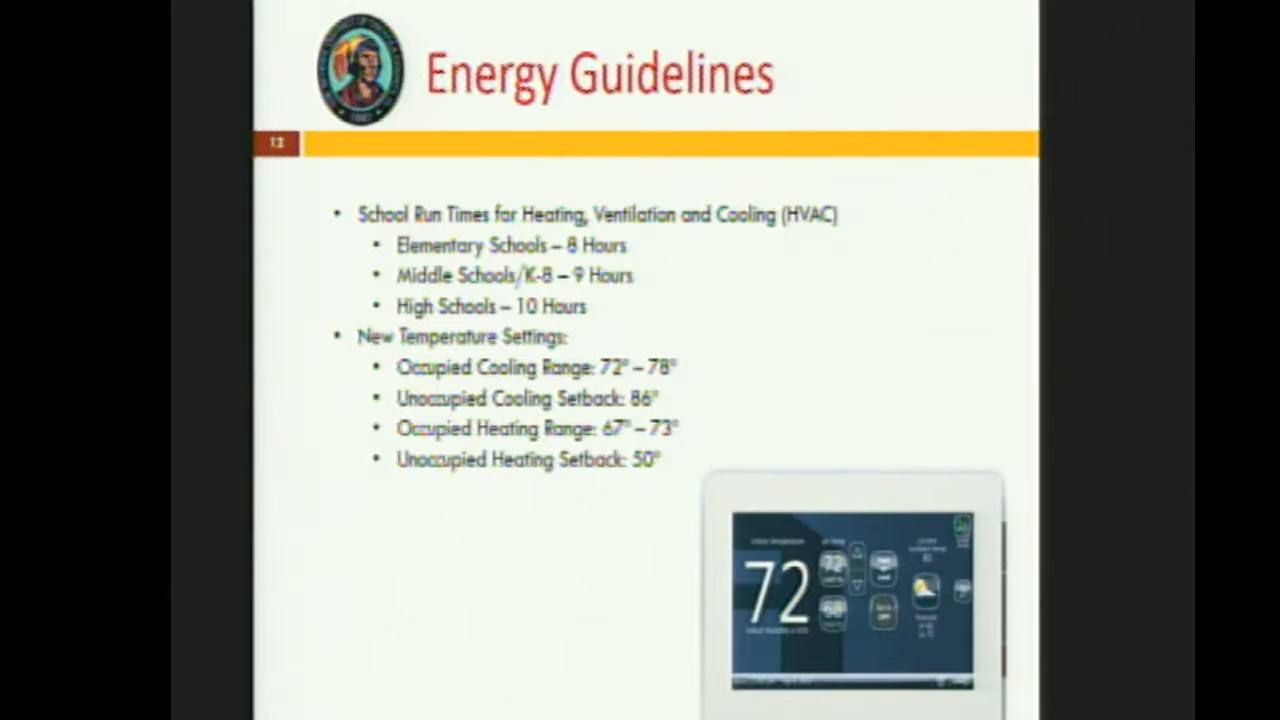 Energy Guidelines
12
• School Run Times for Heating, Ventilation and Cooling (HVAC)
• Elementary Schools – 8 Hours
• Middle Schools/K-8 – 9 Hours
• High Schools – 10 Hours
• New Temperature Settings:
• Occupied Cooling Range: 72° – 78°
• Unoccupied Cooling Setback: 86°
• Occupied Heating Range: 67° – 73°
• Unoccupied Heating Setback: 50°
72
72
68